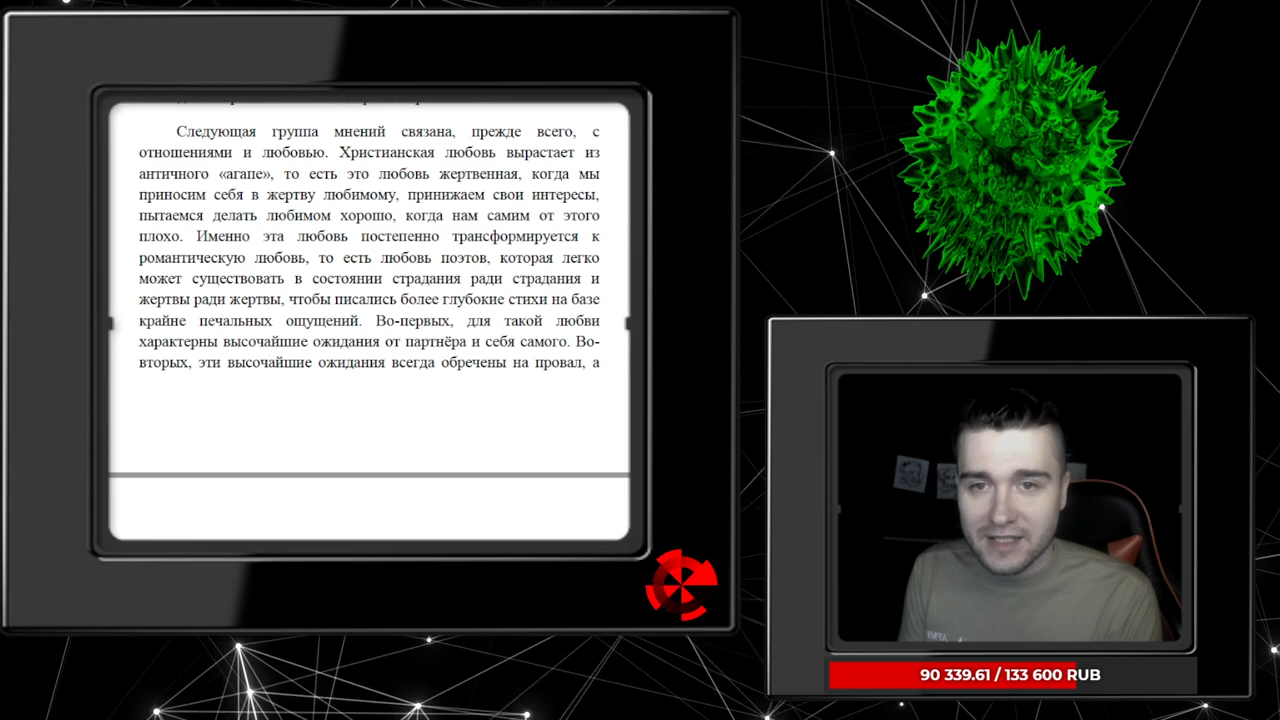 Следующая группа мнений связана, прежде всего, с
отношениями и любовью. Христианская любовь вырастает из
античного «агапе», то есть это любовь жертвенная, когда мы
приносим себя в жертву любимому, принижаем свои интересы,
пытаемся делать любимом хорошо, когда нам самим от этого
плохо. Именно эта любовь постепенно трансформируется к
романтическую любовь, то есть любовь поэтов, которая легко
может существовать в состоянии страдания ради страдания и
жертвы ради жертвы, чтобы писались более глубокие стихи на базе
крайне печальных ощущений. Во-первых, для такой любви
характерны высочайшие ожидания от партнёра и себя самого. Во-
вторых, эти высочайшие ожидания всегда обречены на провал, а
90 339.61 / 133 600 RUB